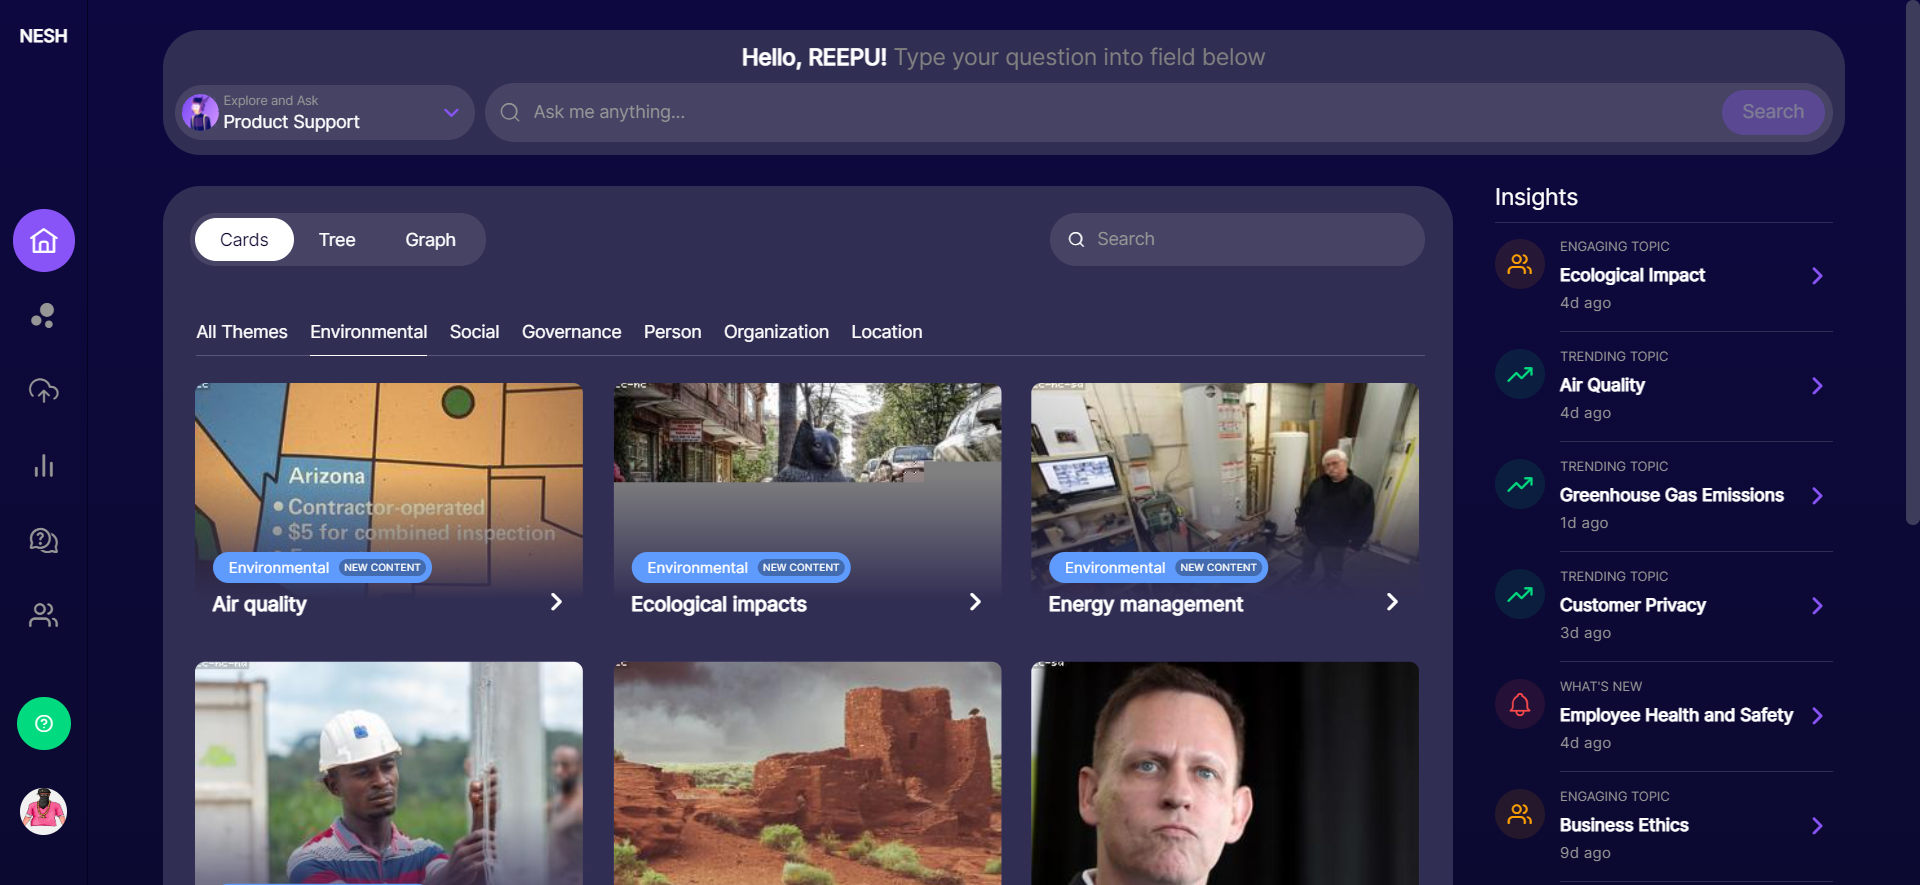 NESH
Hello, REEPU! Type your question into field below
Explore and Ask
Product Support
Ask me anything...
Search
Cards
Tree
Graph
Search
All Themes
Environmental
Social
Governance
Person
Organization
Location
Arizona
• Contractor-operated
• $5 for combined inspection
Environmental
NEW CONTENT
Air quality
Environmental
NEW CONTENT
Ecological impacts
Environmental
NEW CONTENT
Energy management
Insights
ENGAGING TOPIC
Ecological Impact
4d ago
TRENDING TOPIC
Air Quality
4d ago
TRENDING TOPIC
Greenhouse Gas Emissions
1d ago
TRENDING TOPIC
Customer Privacy
3d ago
WHAT'S NEW
Employee Health and Safety
4d ago
ENGAGING TOPIC
Business Ethics
9d ago